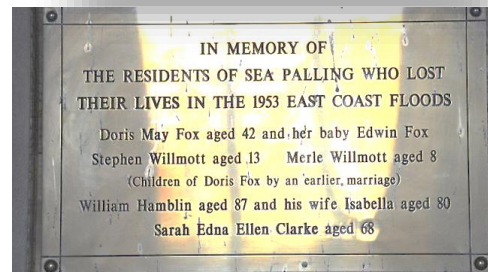 IN MEMORY OF
THE RESIDENTS OF SEA PALLING WHO LOST
THEIR LIVES IN THE 1953 EAST COAST FLOODS
Doris May Fox aged 42 and her baby Edwin Fox
Stephen Willmott aged 13 Merle Willmott aged 8
(Children of Doris Fox by an earlier marriage)
William Hamblin aged 87 and his wife Isabella aged 80
Sarah Edna Ellen Clarke aged 68